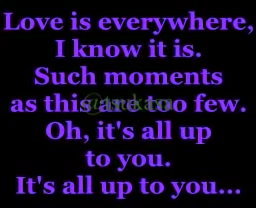 Love is everywhere,
I know it is.
Such moments
as this are too few.
Oh, it's all up
to you.
It's all up to you...